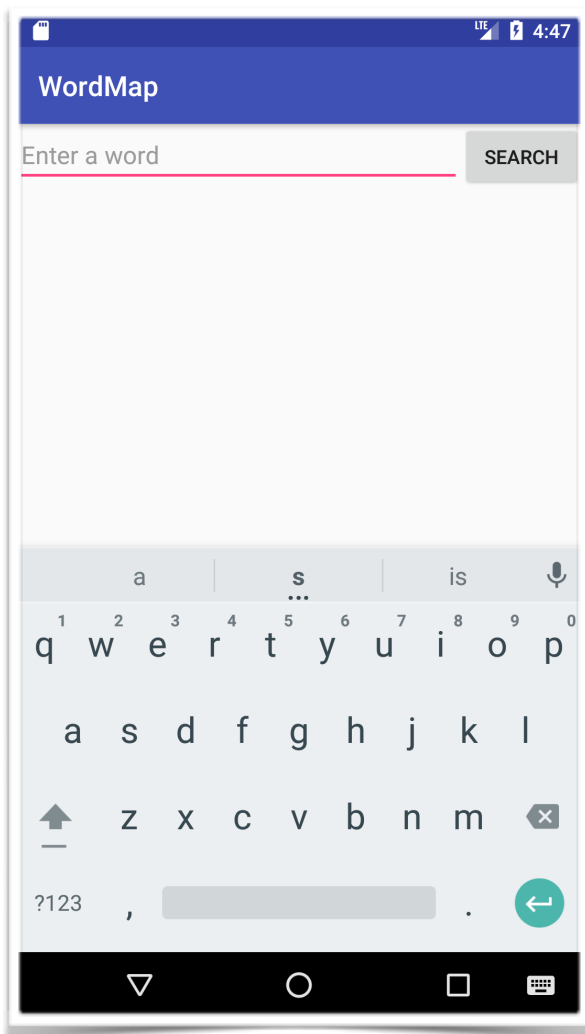 LTE 4:47
WordMap
Enter a word SEARCH
a s is
1 2 3 4 5 6 7 8 9 0
q w e r t y u i o p
a s d f g h j k l
z x c v b n m
?123 , .